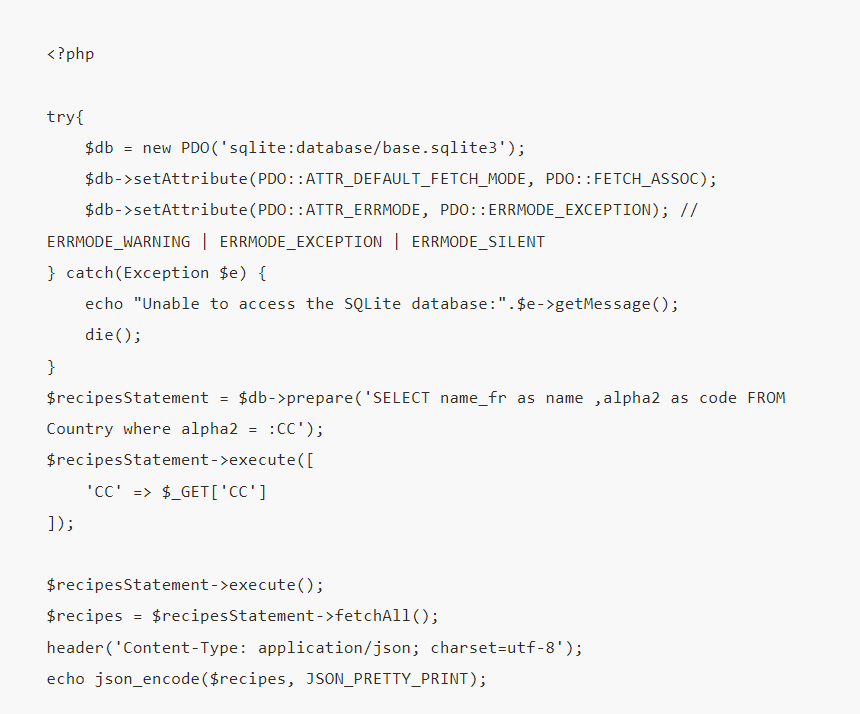 <?php
try{
    $db = new PDO('sqlite:database/base.sqlite3');
    $db->setAttribute(PDO::ATTR_DEFAULT_FETCH_MODE, PDO::FETCH_ASSOC);
    $db->setAttribute(PDO::ATTR_ERRMODE, PDO::ERRMODE_EXCEPTION); //
ERRMODE_WARNING | ERRMODE_EXCEPTION | ERRMODE_SILENT
} catch(Exception $e) {
    echo "Unable to access the SQLite database:".$e->getMessage();
    die();
}
$recipesStatement = $db->prepare('SELECT name_fr as name ,alpha2 as code FROM
Country where alpha2 = :CC');
$recipesStatement->execute([
    'CC' => $_GET['CC']
]);
$recipesStatement->execute();
$recipes = $recipesStatement->fetchAll();
header('Content-Type: application/json; charset=utf-8');
echo json_encode($recipes, JSON_PRETTY_PRINT);